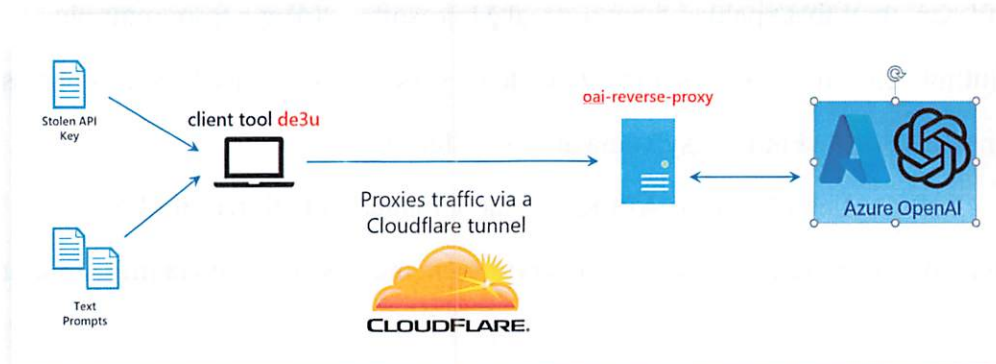 Stolen API
Key
client tool de3u
oai-reverse-proxy
Azure OpenAI
Proxies traffic via a
Cloudflare tunnel
CLOUDFLARE.
Text
Prompts